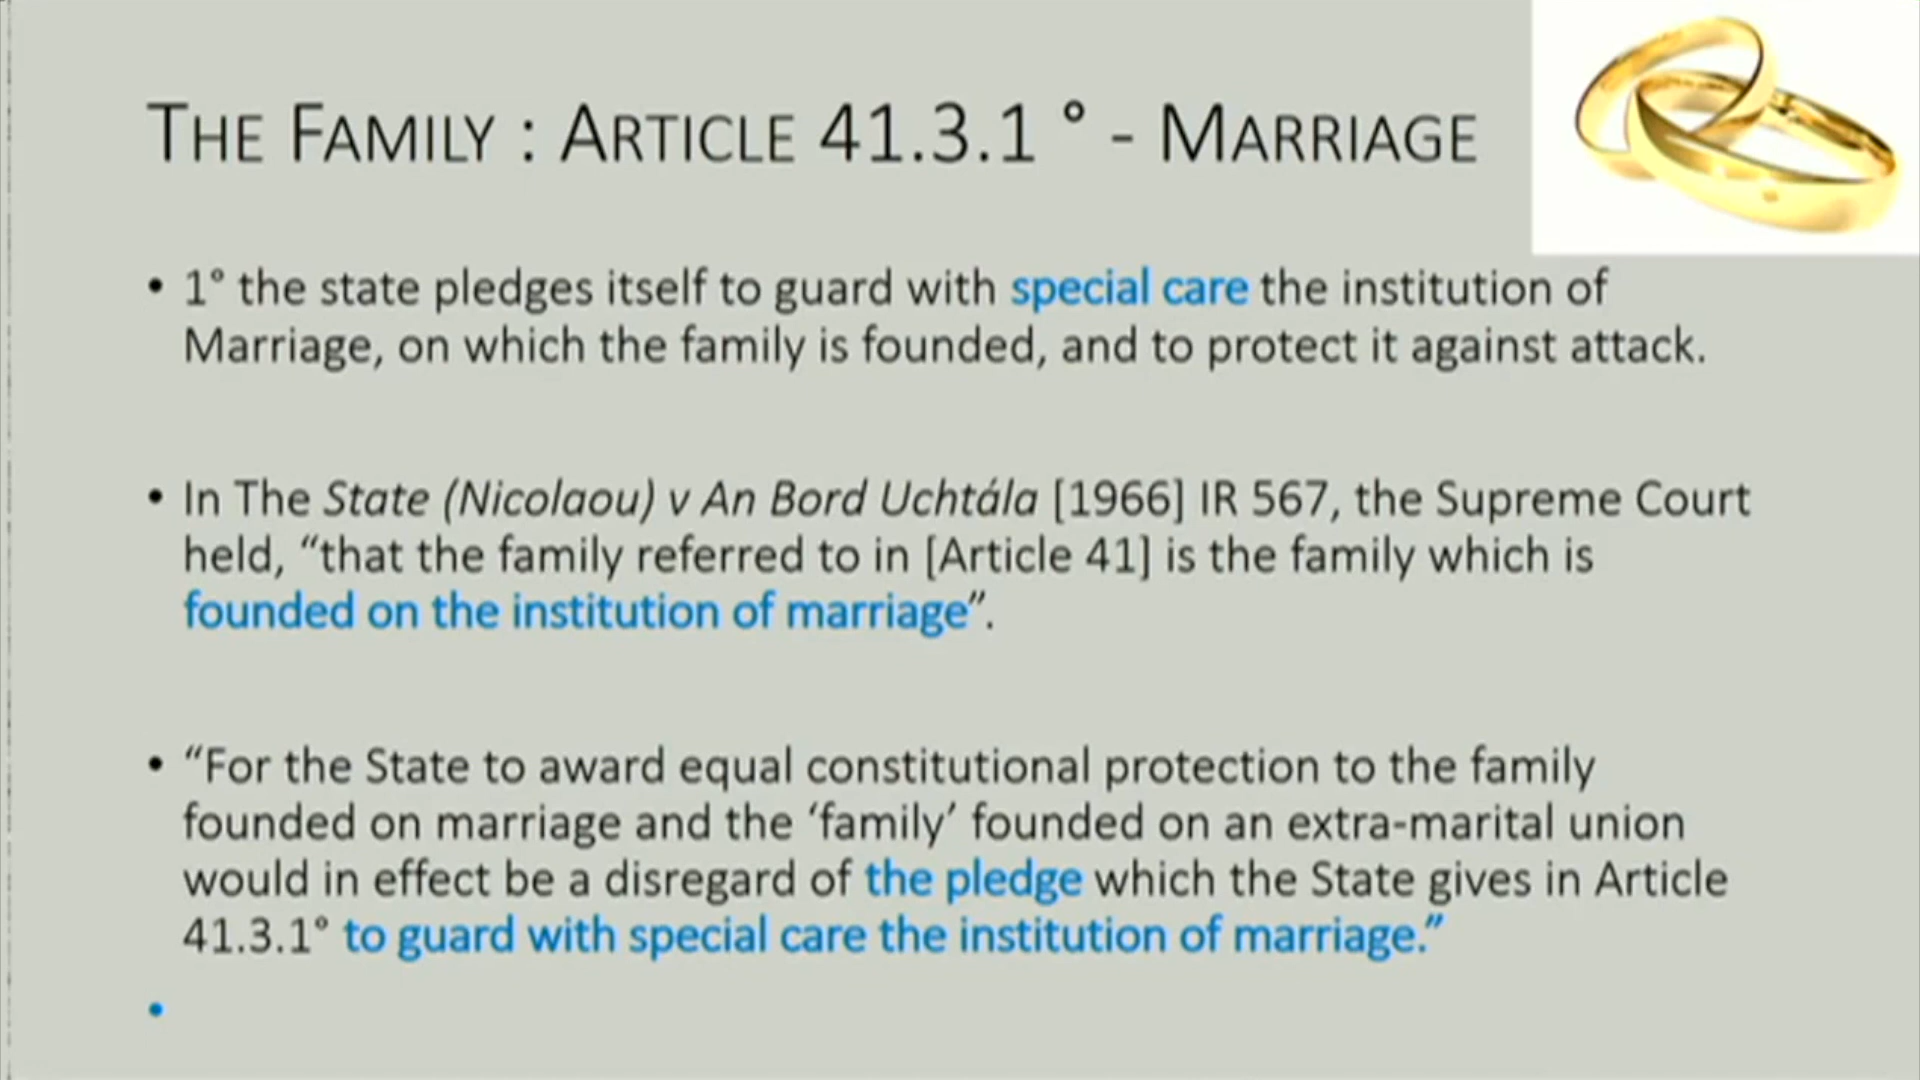 THE FAMILY : ARTICLE 41.3.1 ° - MARRIAGE
• 1° the state pledges itself to guard with special care the institution of
Marriage, on which the family is founded, and to protect it against attack.
• In The State (Nicolaou) v An Bord Uchtála [1966] IR 567, the Supreme Court
held, “that the family referred to in [Article 41] is the family which is
founded on the institution of marriage”.
• “For the State to award equal constitutional protection to the family
founded on marriage and the ‘family’ founded on an extra-marital union
would in effect be a disregard of the pledge which the State gives in Article
41.3.1° to guard with special care the institution of marriage.”
•